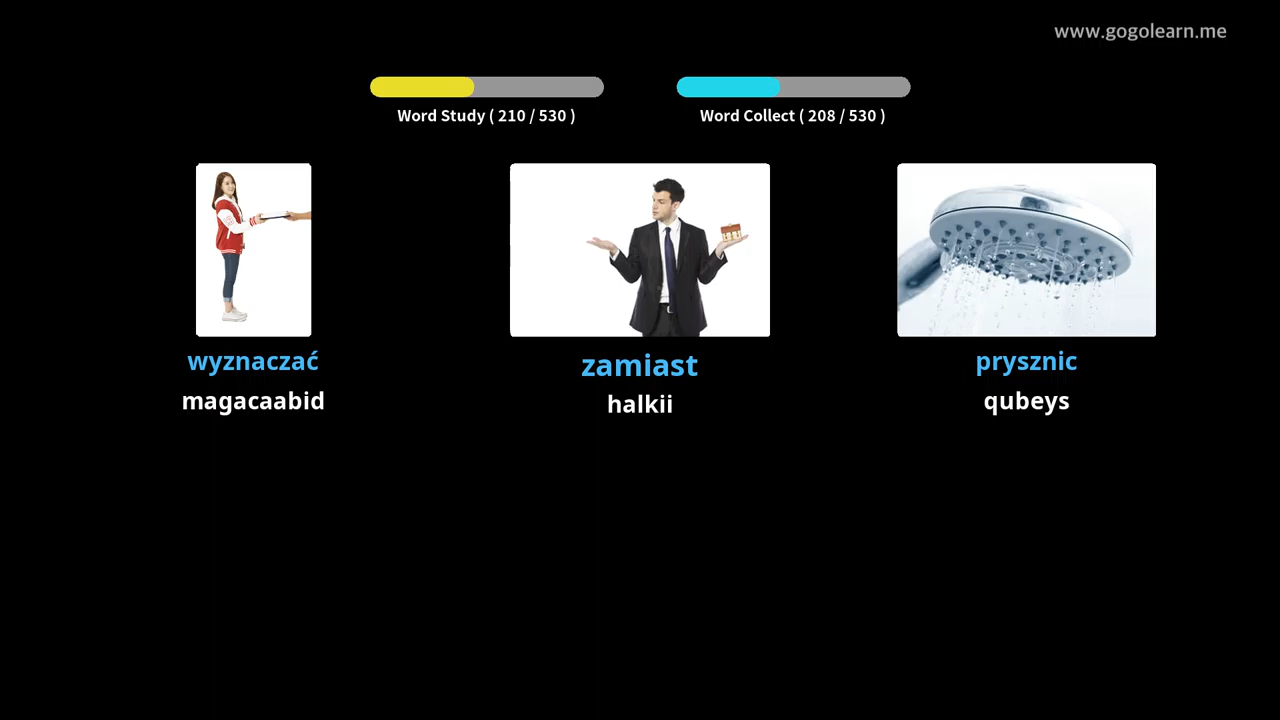 www.gogolearn.me
Word Study ( 210 / 530 )
Word Collect ( 208 / 530 )
wyznaczać
magacaabid
zamiast
halkii
prysznic
qubeys